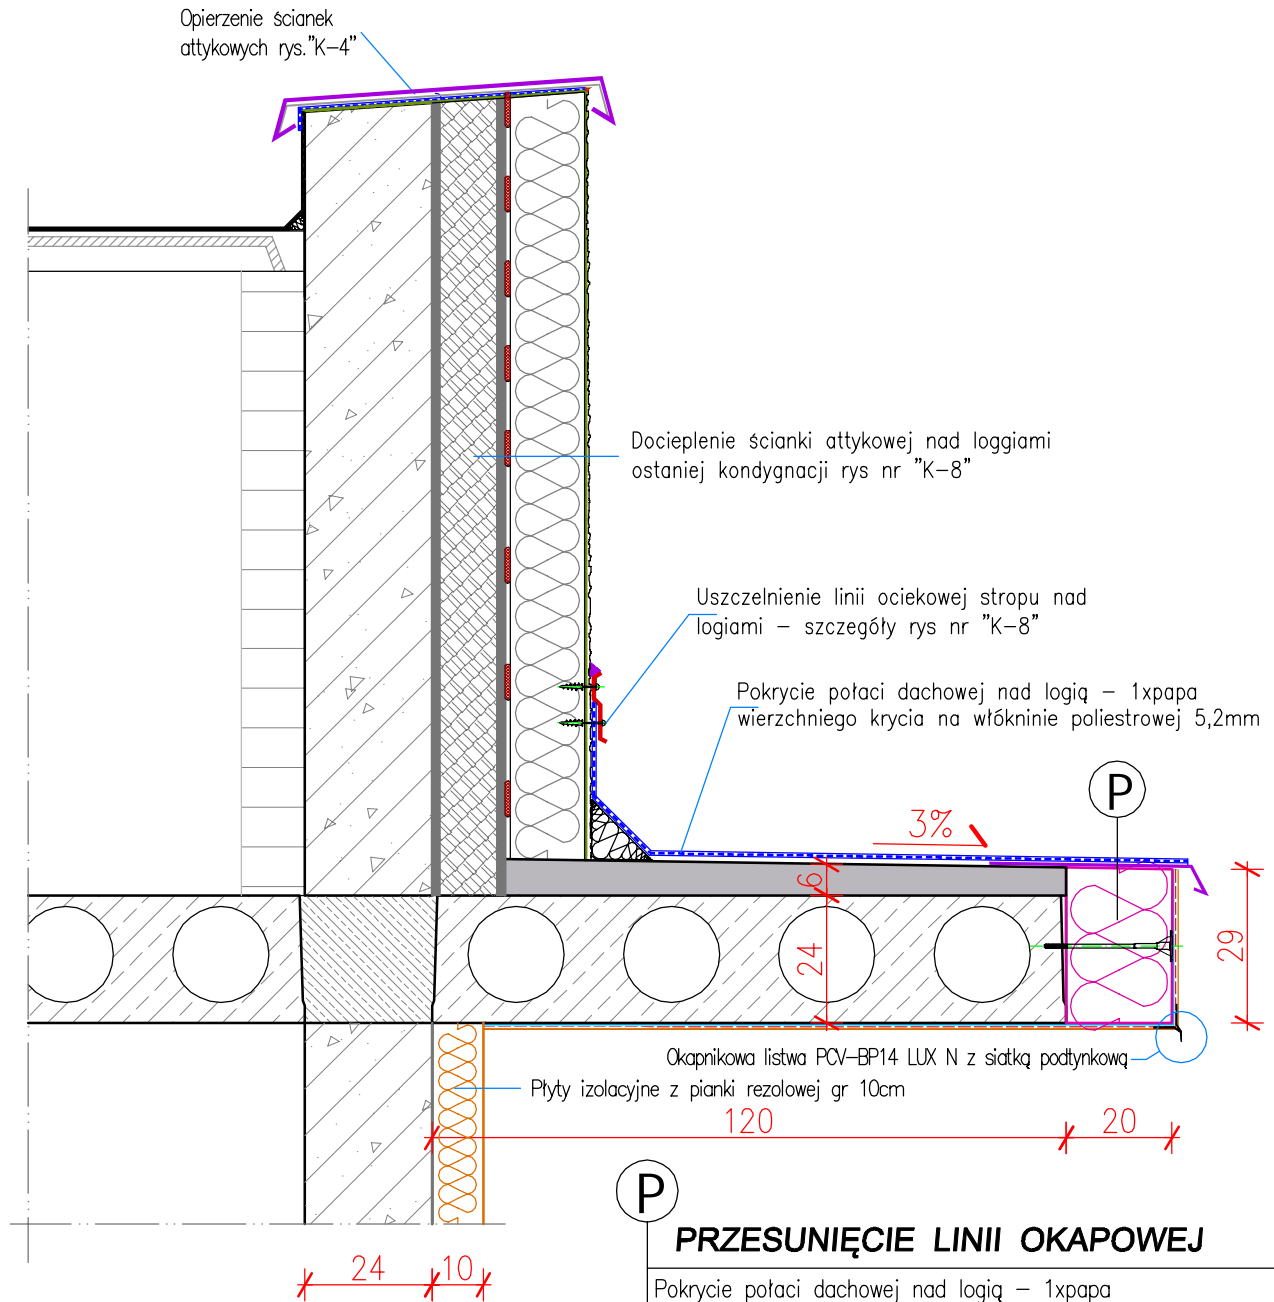 Opierzenie ścianek
attykowych rys."K-4"
Docieplenie ścianki attykowej nad loggiami
ostaniej kondygnacji rys nr "K-8"
Uszczelnienie linii ociekowej stropu nad
logiami - szczegóły rys nr "K-8"
Pokrycie połaci dachowej nad logią - 1xpapa
wierzchniego krycia na włókninie poliestrowej 5,2mm
P
3%
6
24
29
Okapnikowa listwa PCV-BP14 LUX N z siatką podtynkową
Płyty izolacyjne z pianki rezolowej gr 10cm
120
20
P
PRZESUNIĘCIE LINII OKAPOWEJ
24
10
Pokrycie połaci dachowej nad logią - 1xpapa